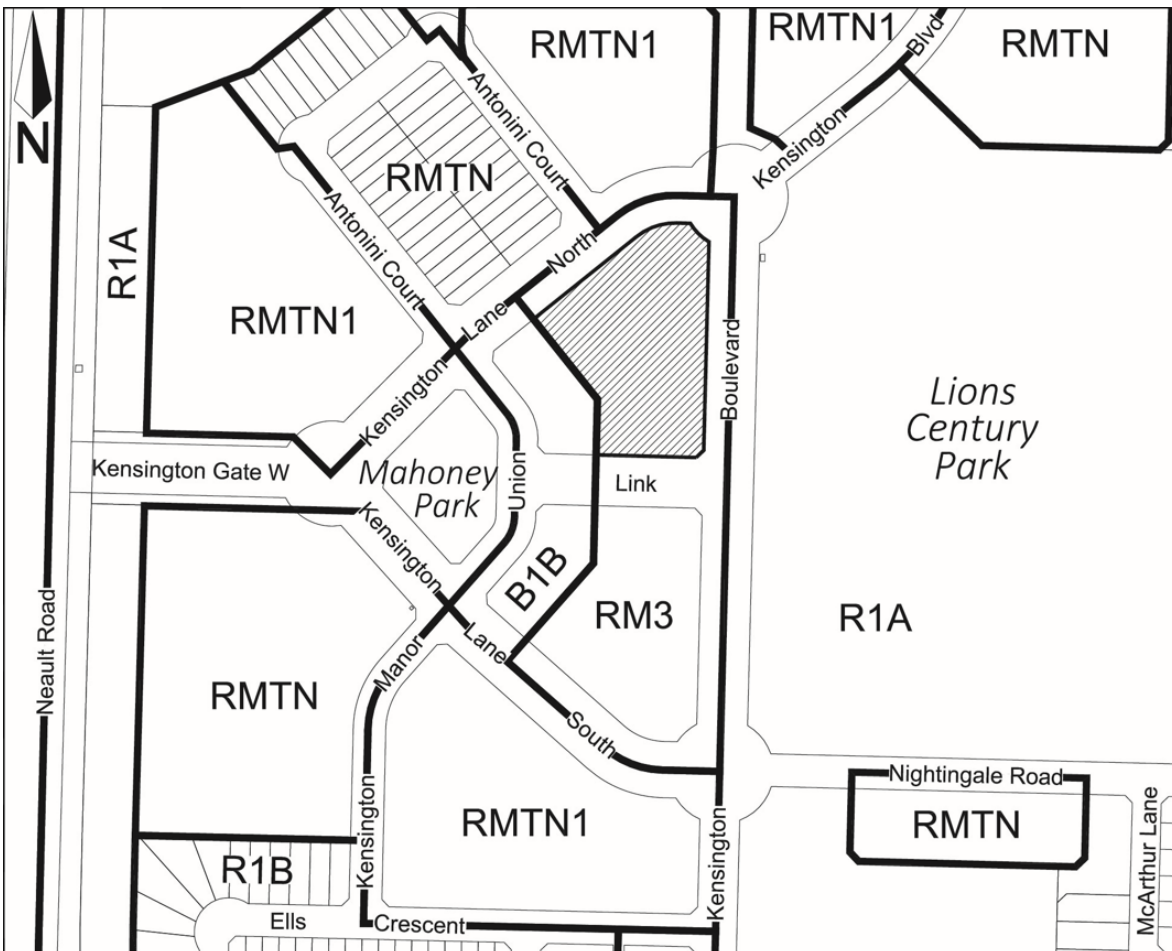 RMTN1
RMTN1
Blvd
RMTN
N
Antonini Court
Kensington
RMTN
Antonini Court
R1A
North
Lane
RMTN1
Boulevard
Kensington
Lions
Century
Park
Kensington Gate W
Mahoney
Park
Union
Link
Kensington
B1B
RM3
R1A
Neault Road
Lane
Manor
RMTN
South
Nightingale Road
RMTN1
RMTN
McArthur Lane
Kensington
Kensington
R1B
Ells
Crescent